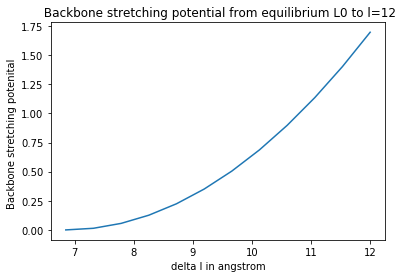 Backbone stretching potential from equilibrium L0 to l=12
Backbone stretching potenital
1.75
1.50
1.25
1.00
0.75
0.50
0.25
0.00
7 8 9 10 11 12
delta l in angstrom